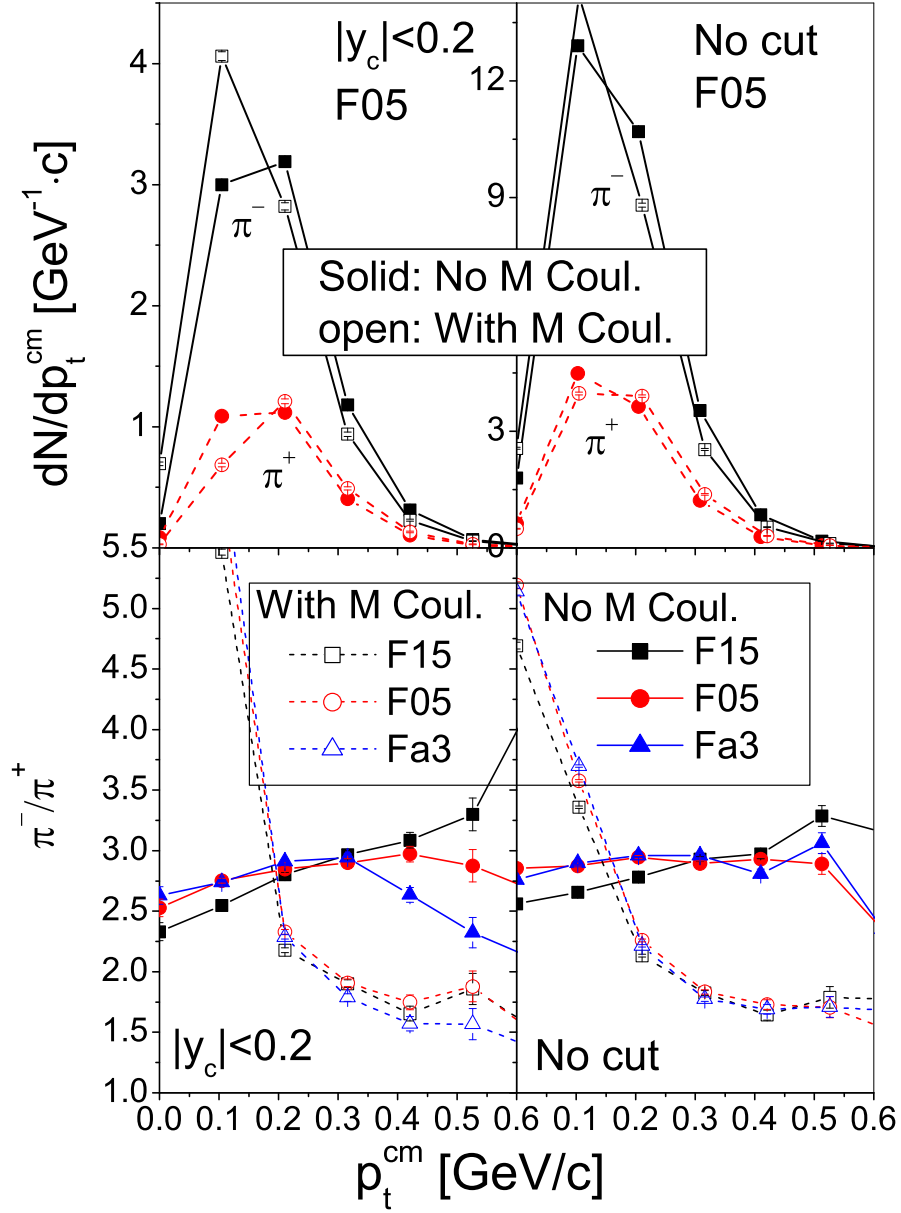 |y_c|<0.2
F05
No cut
F05
4
3
2
1
12
9
3
0
dN/dp_t^cm [GeV⁻¹·c]
π⁻
π⁻
Solid: No M Coul.
open: With M Coul.
π⁺
π⁺
5.5
5.0
4.5
4.0
3.5
3.0
2.5
2.0
1.5
1.0
π⁻/π⁺
With M Coul.
F15
F05
Fa3
No M Coul.
F15
F05
Fa3
|y_c|<0.2
No cut
0.0 0.1 0.2 0.3 0.4 0.5 0.6 0.1 0.2 0.3 0.4 0.5 0.6
p_t^cm [GeV/c]